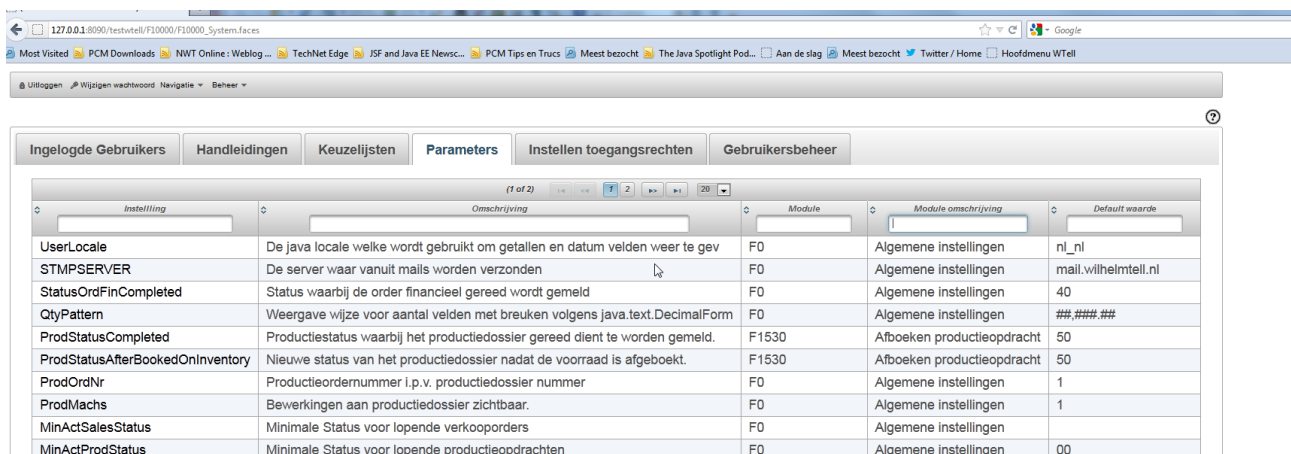 127.0.0.1:8090/testwtell/F10000/F10000_System.faces Google
Most Visited PCM Downloads NWT Online : Weblog ... TechNet Edge JSF and Java EE Newsc... PCM Tips en Trucs Meest bezocht The Java Spotlight Pod... Aan de slag Meest bezocht Twitter / Home Hoofdmenu WTell
Uitloggen Wijzigen wachtwoord Navigatie Beheer
Ingelogde Gebruikers Handleidingen Keuzelijsten Parameters Instellen toegangsrechten Gebruikersbeheer
(1 of 2) 1 2 20
Instellling Omschrijving Module Module omschrijving Default waarde
UserLocale De java locale welke wordt gebruikt om getallen en datum velden weer te gev F0 Algemene instellingen nl_nl
STMPSERVER De server waar vanuit mails worden verzonden F0 Algemene instellingen mail.wilhelmtell.nl
StatusOrdFinCompleted Status waarbij de order financieel gereed wordt gemeld F0 Algemene instellingen 40
QtyPattern Weergave wijze voor aantal velden met breuken volgens java.text.DecimalForm F0 Algemene instellingen ##,###.##
ProdStatusCompleted Productiestatus waarbij het productiedossier gereed dient te worden gemeld. F1530 Afboeken productieopdracht 50
ProdStatusAfterBookedOnInventory Nieuwe status van het productiedossier nadat de voorraad is afgeboekt. F1530 Afboeken productieopdracht 50
ProdOrdNr Productieordernummer i.p.v. productiedossier nummer F0 Algemene instellingen 1
ProdMachs Bewerkingen aan productiedossier zichtbaar. F0 Algemene instellingen 1
MinActSalesStatus Minimale Status voor lopende verkooporders F0 Algemene instellingen
MinActProdStatus Minimale Status voor lopende productieopdrachten F0 Algemene instellingen 00